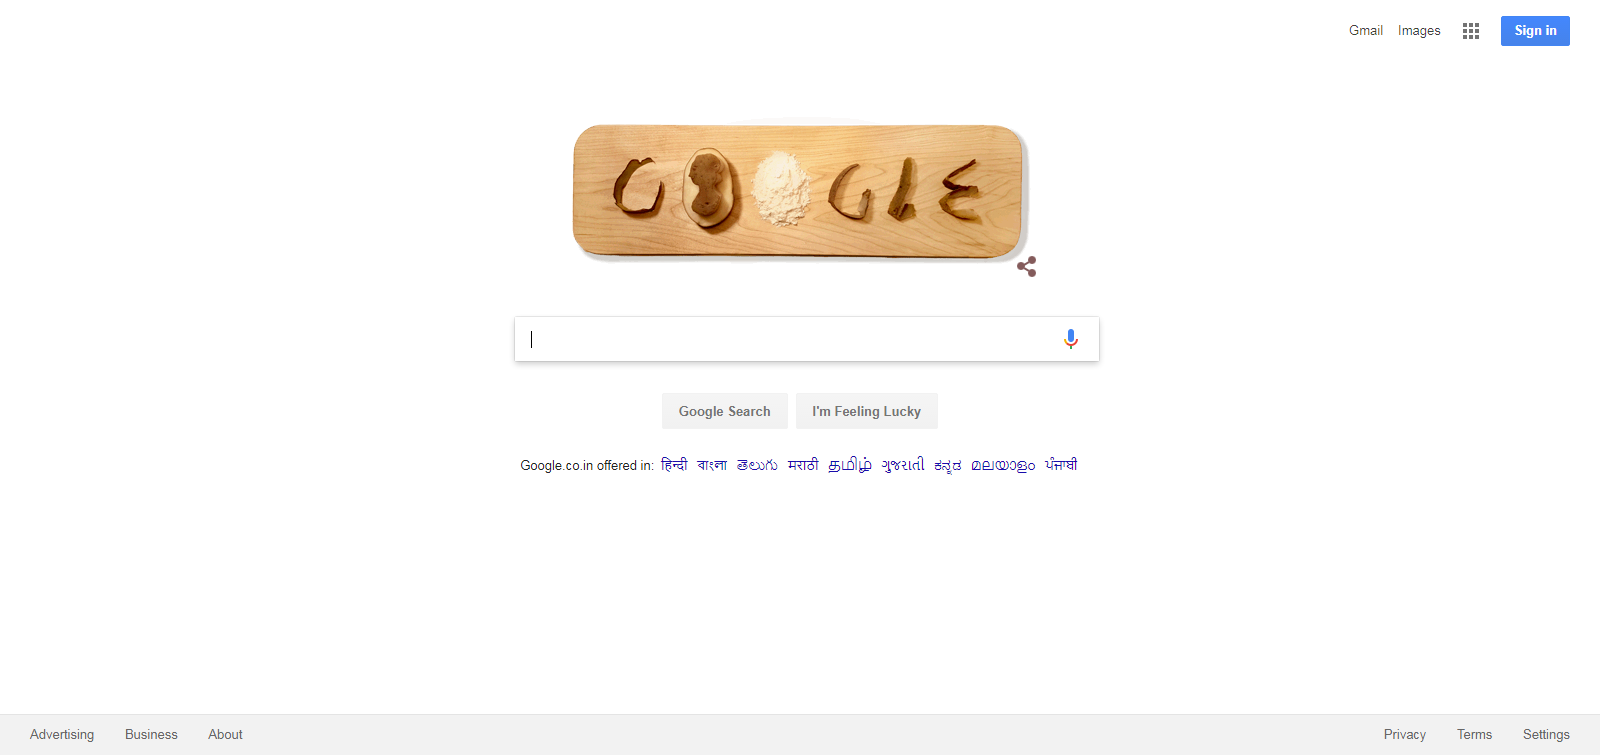 Gmail Images Sign in
GOOGLE
Google Search I'm Feeling Lucky
Google.co.in offered in: हिन्दी বাংলা తెలుగు मराठी தமிழ் ગુજરાતી ಕನ್ನಡ മലയാളം ਪੰਜਾਬੀ
Advertising Business About Privacy Terms Settings